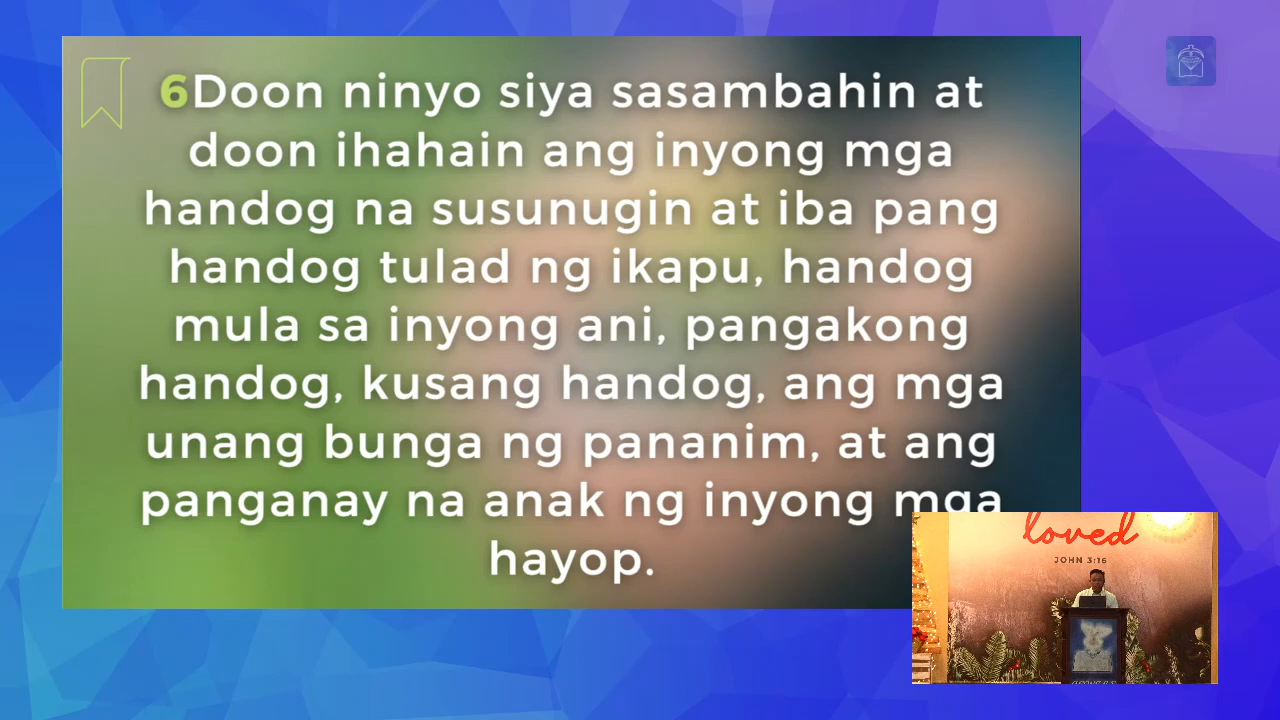 6Doon ninyo siya sasambahin at
doon ihahain ang inyong mga
handog na susunugin at iba pang
handog tulad ng ikapu, handog
mula sa inyong ani, pangakong
handog, kusang handog, ang mga
unang bunga ng pananim, at ang
panganay na anak ng inyong mga
hayop.
loved
JOHN 3:16